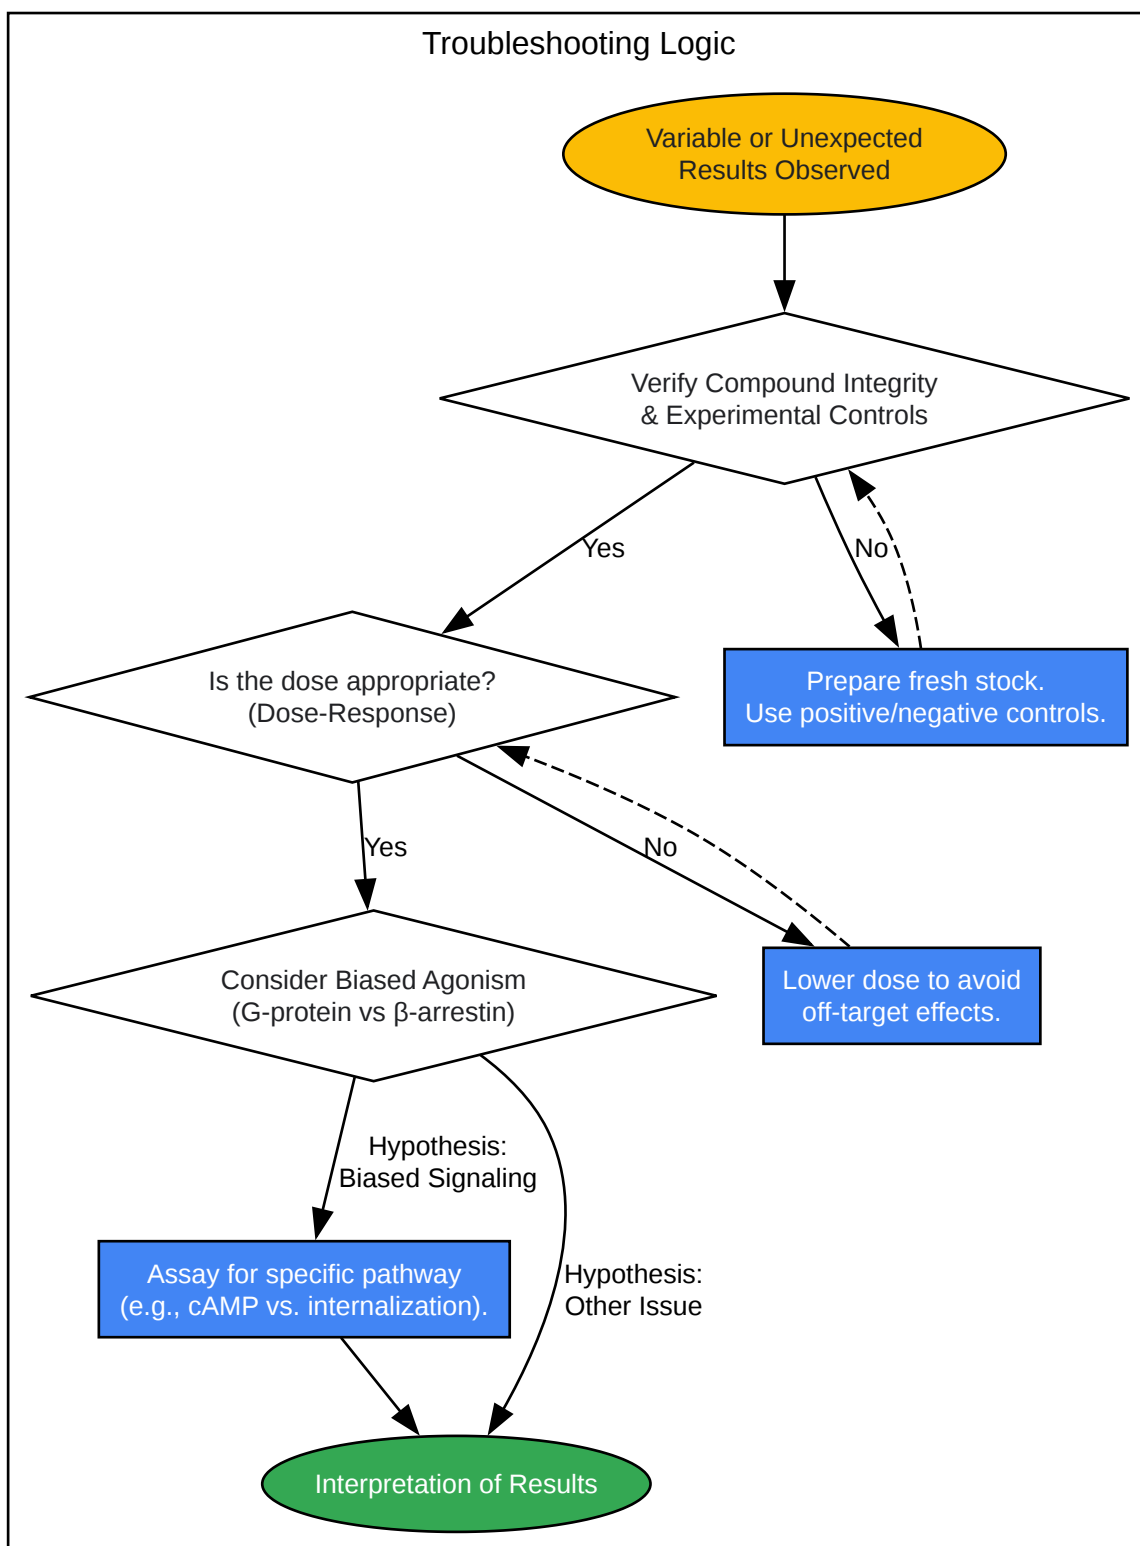 Troubleshooting Logic
Variable or Unexpected
Results Observed
Verify Compound Integrity
& Experimental Controls
Yes
No
Is the dose appropriate?
(Dose-Response)
Prepare fresh stock.
Use positive/negative controls.
Yes
No
Consider Biased Agonism
(G-protein vs β-arrestin)
Lower dose to avoid
off-target effects.
Hypothesis:
Biased Signaling
Assay for specific pathway
(e.g., cAMP vs. internalization).
Hypothesis:
Other Issue
Interpretation of Results